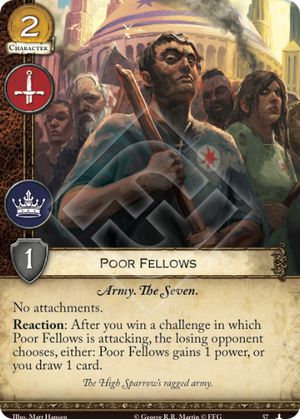 2
Character
1
Poor Fellows
Army. The Seven.
No attachments.
Reaction: After you win a challenge in which
Poor Fellows is attacking, the losing opponent
chooses, either: Poor Fellows gains 1 power, or
you draw 1 card.
The High Sparrow's ragged army.
Illus. Matt Hansen
© George R.R. Martin © FFG
57